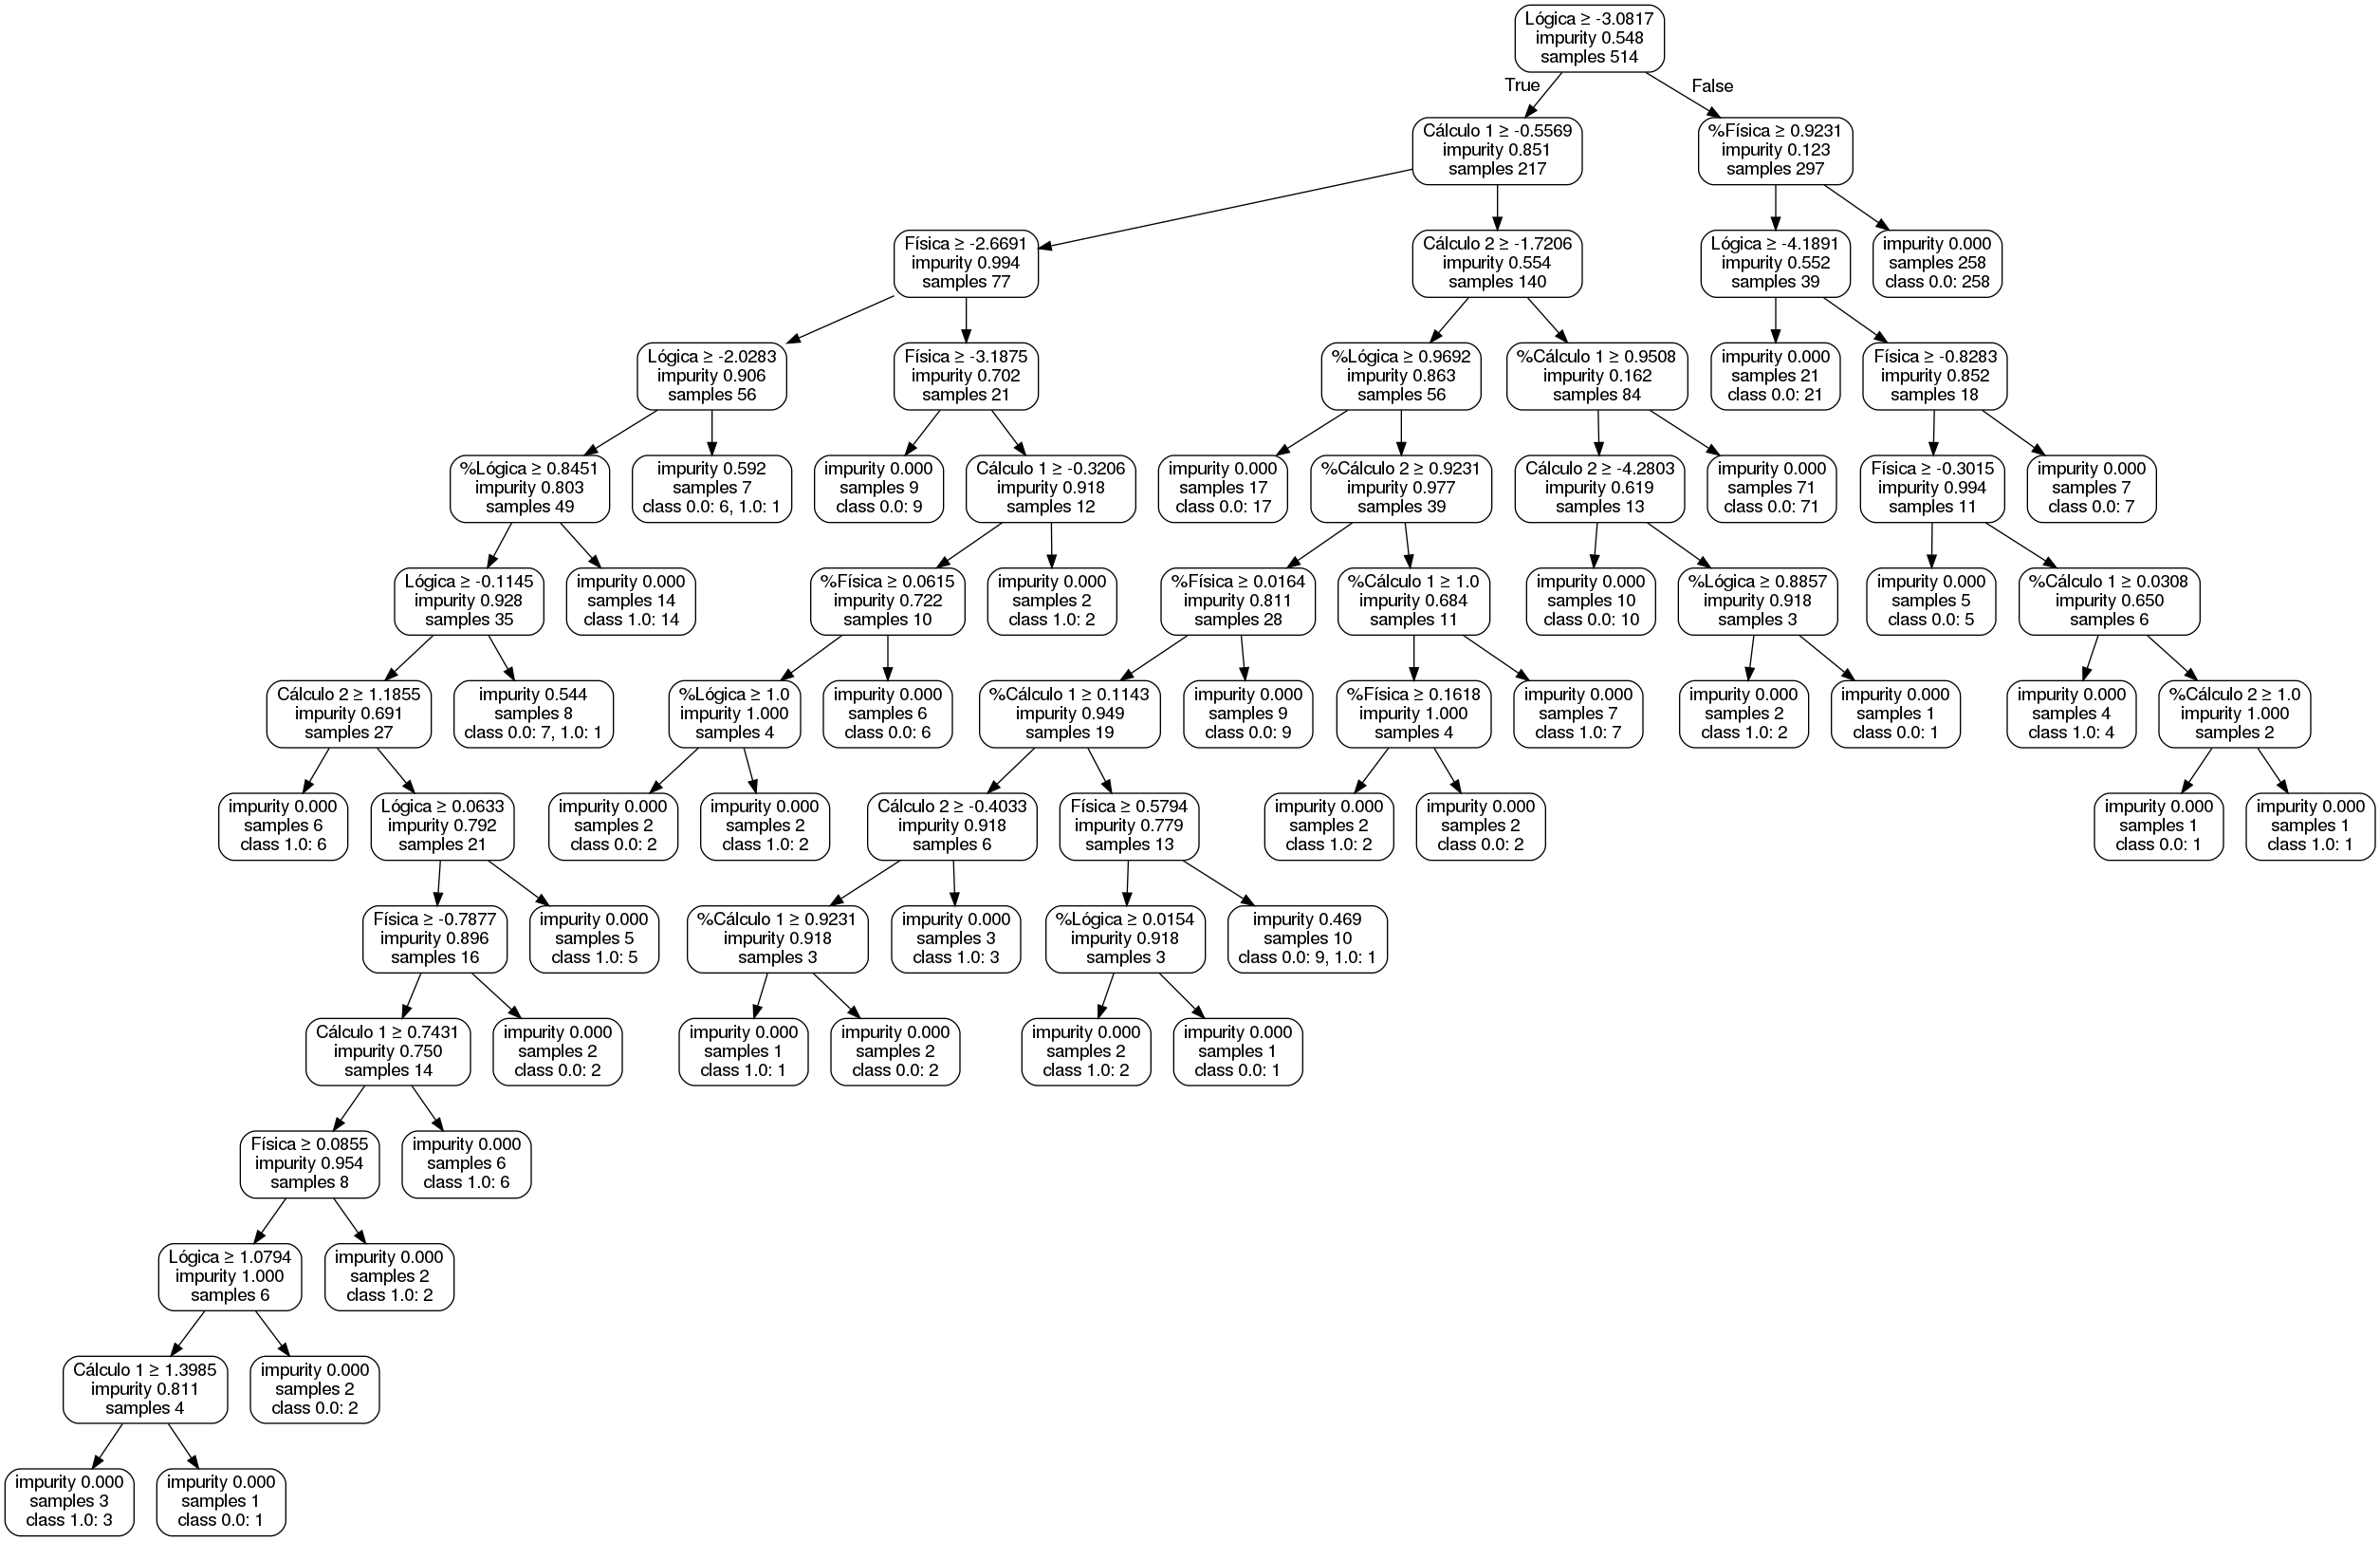 Lógica ≥ -3.0817
impurity 0.548
samples 514
True
False
Cálculo 1 ≥ -0.5569
impurity 0.851
samples 217
%Física ≥ 0.9231
impurity 0.123
samples 297
Física ≥ -2.6691
impurity 0.994
samples 77
Cálculo 2 ≥ -1.7206
impurity 0.554
samples 140
Lógica ≥ -4.1891
impurity 0.552
samples 39
impurity 0.000
samples 258
class 0.0: 258
Lógica ≥ -2.0283
impurity 0.906
samples 56
Física ≥ -3.1875
impurity 0.702
samples 21
%Lógica ≥ 0.9692
impurity 0.863
samples 56
%Cálculo 1 ≥ 0.9508
impurity 0.162
samples 84
impurity 0.000
samples 21
class 0.0: 21
Física ≥ -0.8283
impurity 0.852
samples 18
%Lógica ≥ 0.8451
impurity 0.803
samples 49
impurity 0.592
samples 7
class 0.0: 6, 1.0: 1
impurity 0.000
samples 9
class 0.0: 9
Cálculo 1 ≥ -0.3206
impurity 0.918
samples 12
impurity 0.000
samples 17
class 0.0: 17
%Cálculo 2 ≥ 0.9231
impurity 0.977
samples 39
Cálculo 2 ≥ -4.2803
impurity 0.619
samples 13
impurity 0.000
samples 71
class 0.0: 71
Física ≥ -0.3015
impurity 0.994
samples 11
impurity 0.000
samples 7
class 0.0: 7
Lógica ≥ -0.1145
impurity 0.928
samples 35
impurity 0.000
samples 14
class 1.0: 14
%Física ≥ 0.0615
impurity 0.722
samples 10
impurity 0.000
samples 2
class 1.0: 2
%Física ≥ 0.0164
impurity 0.811
samples 28
%Cálculo 1 ≥ 1.0
impurity 0.684
samples 11
impurity 0.000
samples 10
class 0.0: 10
%Lógica ≥ 0.8857
impurity 0.918
samples 3
impurity 0.000
samples 5
class 0.0: 5
%Cálculo 1 ≥ 0.0308
impurity 0.650
samples 6
Cálculo 2 ≥ 1.1855
impurity 0.691
samples 27
impurity 0.544
samples 8
class 0.0: 7, 1.0: 1
%Lógica ≥ 1.0
impurity 1.000
samples 4
impurity 0.000
samples 6
class 0.0: 6
%Cálculo 1 ≥ 0.1143
impurity 0.949
samples 19
impurity 0.000
samples 9
class 0.0: 9
%Física ≥ 0.1618
impurity 1.000
samples 4
impurity 0.000
samples 7
class 1.0: 7
impurity 0.000
samples 2
class 1.0: 2
impurity 0.000
samples 1
class 0.0: 1
impurity 0.000
samples 4
class 1.0: 4
%Cálculo 2 ≥ 1.0
impurity 1.000
samples 2
impurity 0.000
samples 6
class 1.0: 6
Lógica ≥ 0.0633
impurity 0.792
samples 21
impurity 0.000
samples 2
class 0.0: 2
impurity 0.000
samples 2
class 1.0: 2
Cálculo 2 ≥ -0.4033
impurity 0.918
samples 6
Física ≥ 0.5794
impurity 0.779
samples 13
impurity 0.000
samples 2
class 1.0: 2
impurity 0.000
samples 2
class 0.0: 2
impurity 0.000
samples 1
class 0.0: 1
impurity 0.000
samples 1
class 1.0: 1
Física ≥ -0.7877
impurity 0.896
samples 16
impurity 0.000
samples 5
class 1.0: 5
%Cálculo 1 ≥ 0.9231
impurity 0.918
samples 3
impurity 0.000
samples 3
class 1.0: 3
%Lógica ≥ 0.0154
impurity 0.918
samples 3
impurity 0.469
samples 10
class 0.0: 9, 1.0: 1
Cálculo 1 ≥ 0.7431
impurity 0.750
samples 14
impurity 0.000
samples 2
class 0.0: 2
impurity 0.000
samples 1
class 1.0: 1
impurity 0.000
samples 2
class 0.0: 2
impurity 0.000
samples 2
class 1.0: 2
impurity 0.000
samples 1
class 0.0: 1
Física ≥ 0.0855
impurity 0.954
samples 8
impurity 0.000
samples 6
class 1.0: 6
Lógica ≥ 1.0794
impurity 1.000
samples 6
impurity 0.000
samples 2
class 1.0: 2
Cálculo 1 ≥ 1.3985
impurity 0.811
samples 4
impurity 0.000
samples 2
class 0.0: 2
impurity 0.000
samples 3
class 1.0: 3
impurity 0.000
samples 1
class 0.0: 1